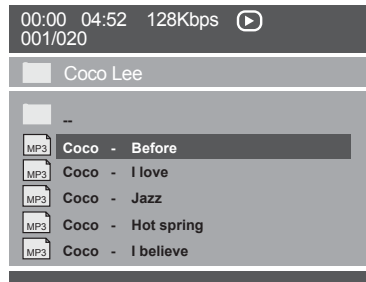 00:00 04:52 128Kbps
001/020
Coco Lee
--
MP3 Coco - Before
MP3 Coco - I love
MP3 Coco - Jazz
MP3 Coco - Hot spring
MP3 Coco - I believe